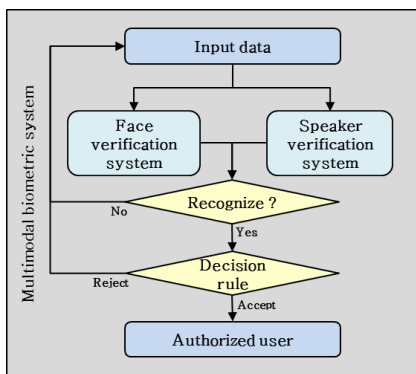 Multimodal biometric system
Input data
Face
verification
system
Speaker
verification
system
Recognize ?
No
Yes
Decision
rule
Reject
Accept
Authorized user